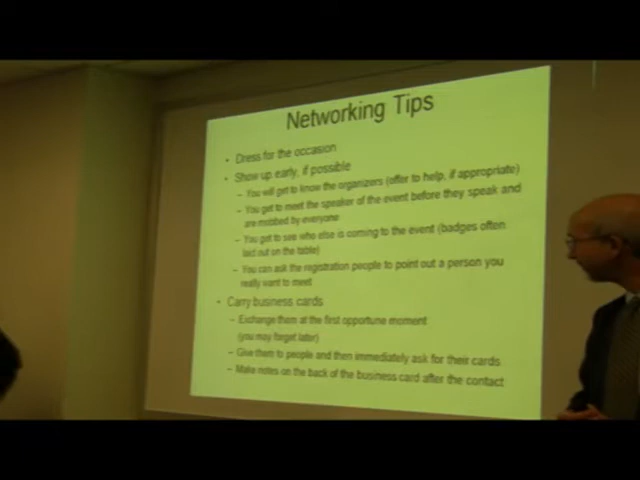 Networking Tips
• Dress for the occasion
• Show up early, if possible
– You will get to know the organizers (offer to help, if appropriate)
– You get to meet the speaker of the event before they speak and
are mobbed by everyone
– You get to see who else is coming to the event (badges often
laid out on the table)
– You can ask the registration people to point out a person you
really want to meet
• Carry business cards
– Exchange them at the first opportune moment
(you may forget later)
– Give them to people and then immediately ask for their cards
– Make notes on the back of the business card after the contact